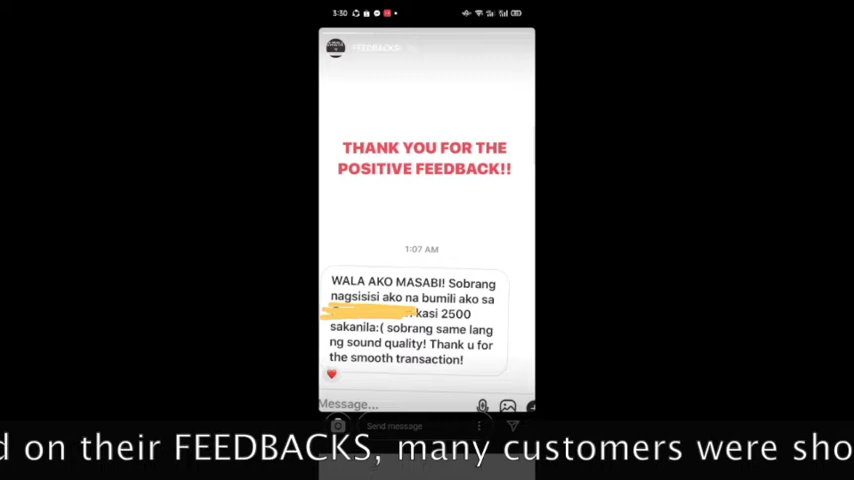 3:30
FEEDBACKS
THANK YOU FOR THE
POSITIVE FEEDBACK!!
1:07 AM
WALA AKO MASABI! Sobrang
nagsisisi ako na bumili ako sa
kasi 2500
sakanila:( sobrang same lang
ng sound quality! Thank u for
the smooth transaction!
Message...
Send message
d on their FEEDBACKS, many customers were sho